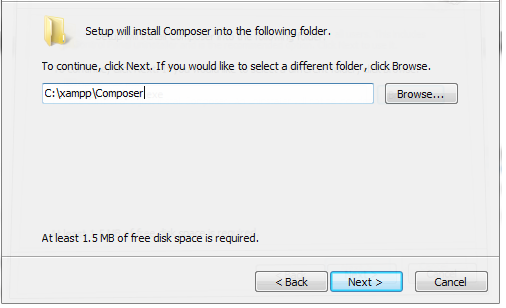 Setup will install Composer into the following folder.
To continue, click Next. If you would like to select a different folder, click Browse.
C:\xampp\Composer
Browse...
At least 1.5 MB of free disk space is required.
< Back
Next >
Cancel